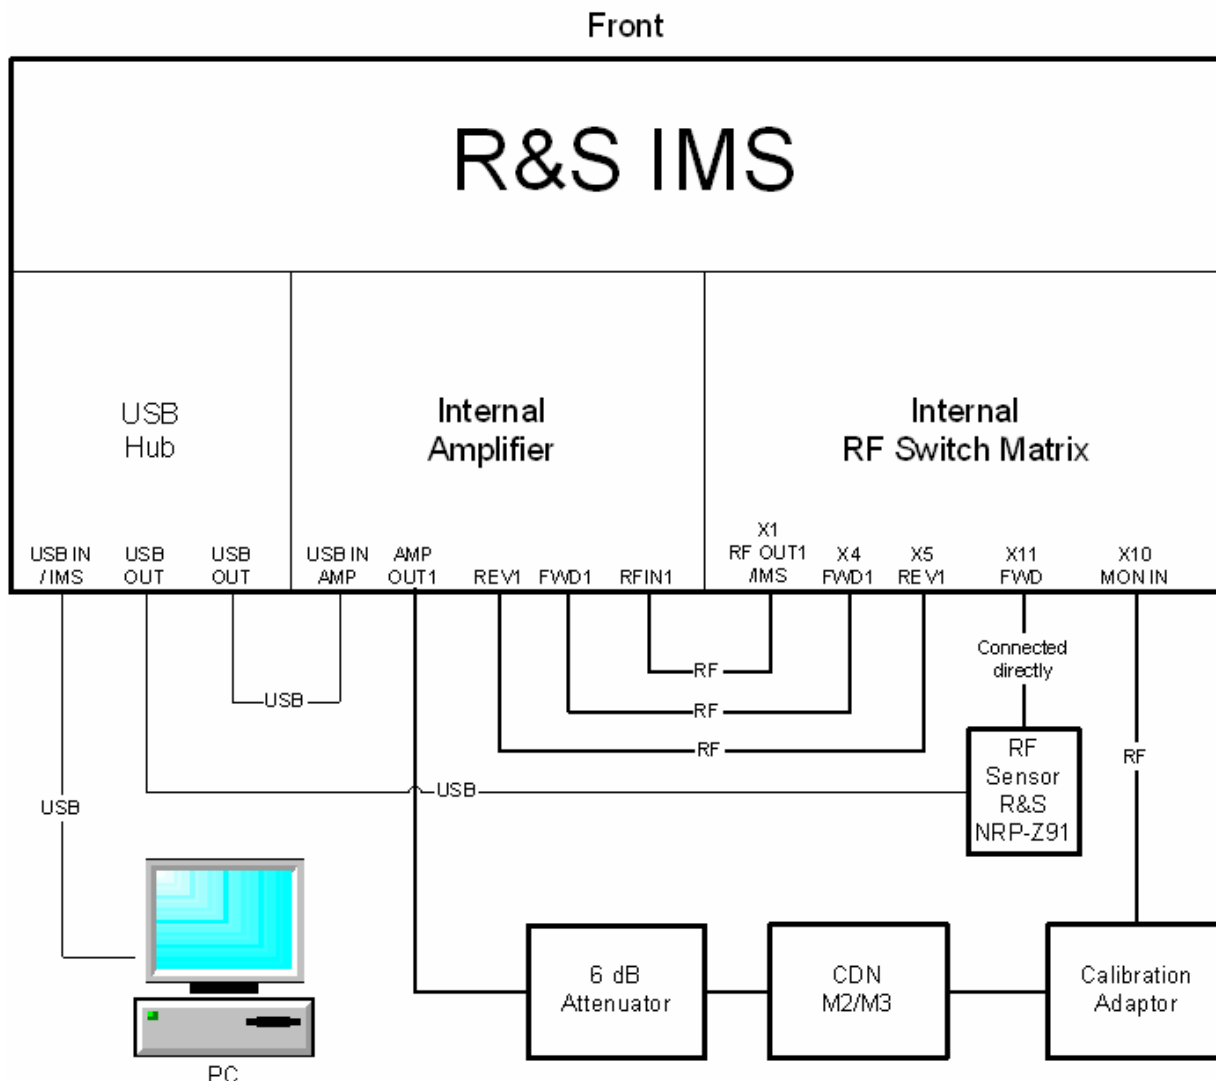 Front
R&S IMS
USB
Hub
Internal
Amplifier
Internal
RF Switch Matrix
USB IN
/ IMS
USB
OUT
USB
OUT
USB IN
AMP
AMP
OUT1
REV1
FWD1
RFIN1
X1
RF OUT1
/IMS
X4
FWD1
X5
REV1
X11
FWD
X10
MON IN
Connected
directly
RF
USB
RF
RF
RF
Sensor
R&S
NRP-Z91
RF
USB
USB
6 dB
Attenuator
CDN
M2/M3
Calibration
Adaptor
PC